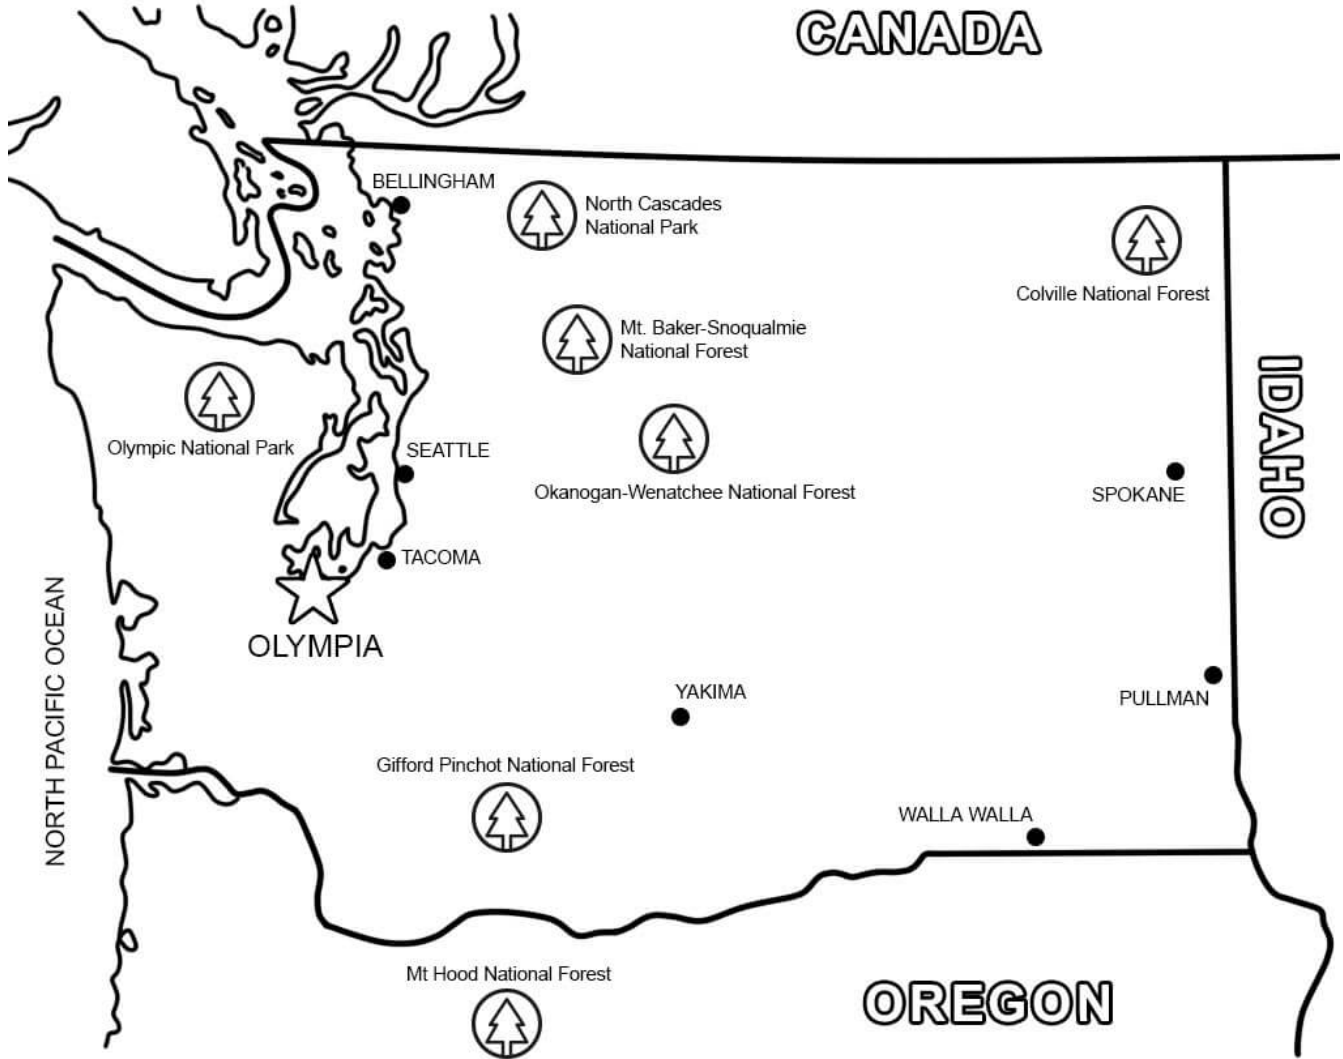 CANADA
BELLINGHAM
North Cascades
National Park
Colville National Forest
Mt. Baker-Snoqualmie
National Forest
IDAHO
Olympic National Park
SEATTLE
Okanogan-Wenatchee National Forest
SPOKANE
TACOMA
OLYMPIA
NORTH PACIFIC OCEAN
YAKIMA
PULLMAN
Gifford Pinchot National Forest
WALLA WALLA
Mt Hood National Forest
OREGON